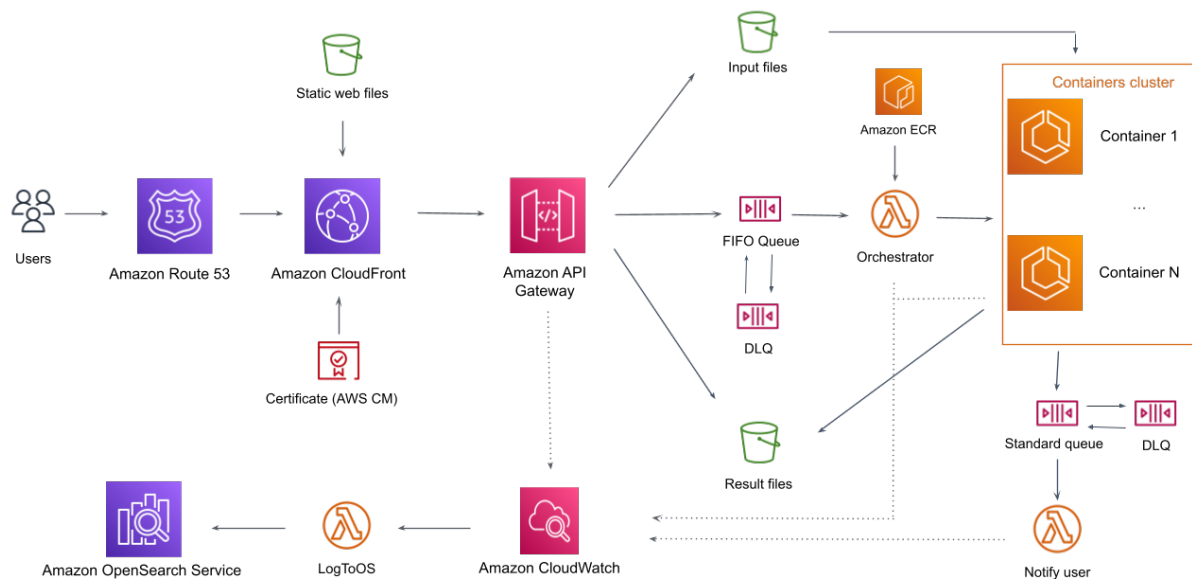 Static web files
Input files
Amazon ECR
Containers cluster
Container 1
...
Container N
Users
53
Amazon Route 53
Amazon CloudFront
</>
Amazon API
Gateway
FIFO Queue
Orchestrator
DLQ
Certificate (AWS CM)
Standard queue
DLQ
Result files
Amazon OpenSearch Service
LogToOS
Amazon CloudWatch
Notify user